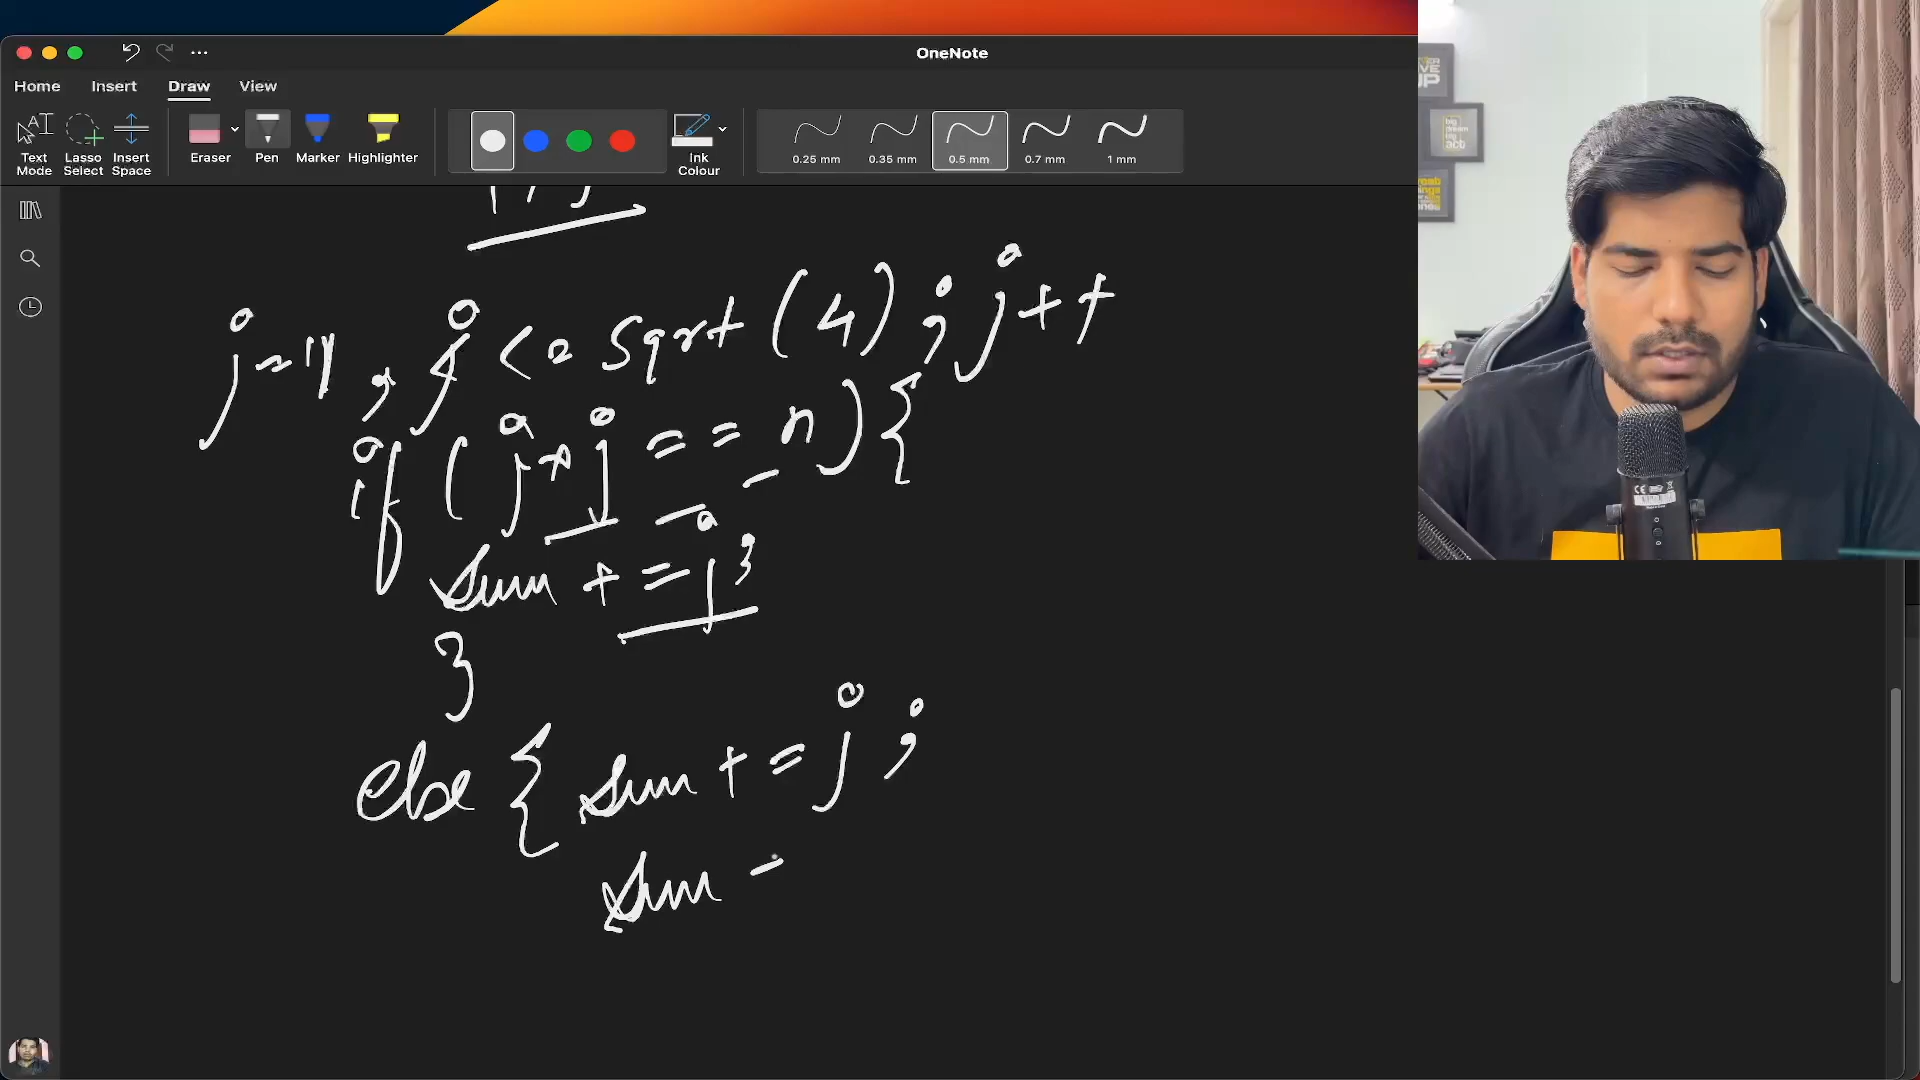 OneNote
Home Insert Draw View
Text Mode
Lasso Select
Insert Space
Eraser
Pen
Marker
Highlighter
Ink Colour
0.25 mm
0.35 mm
0.5 mm
0.7 mm
1 mm
j=1, j <= sqrt(4); j++
if (j*j == n){
sum += j;
}
else { sum += j;
sum -